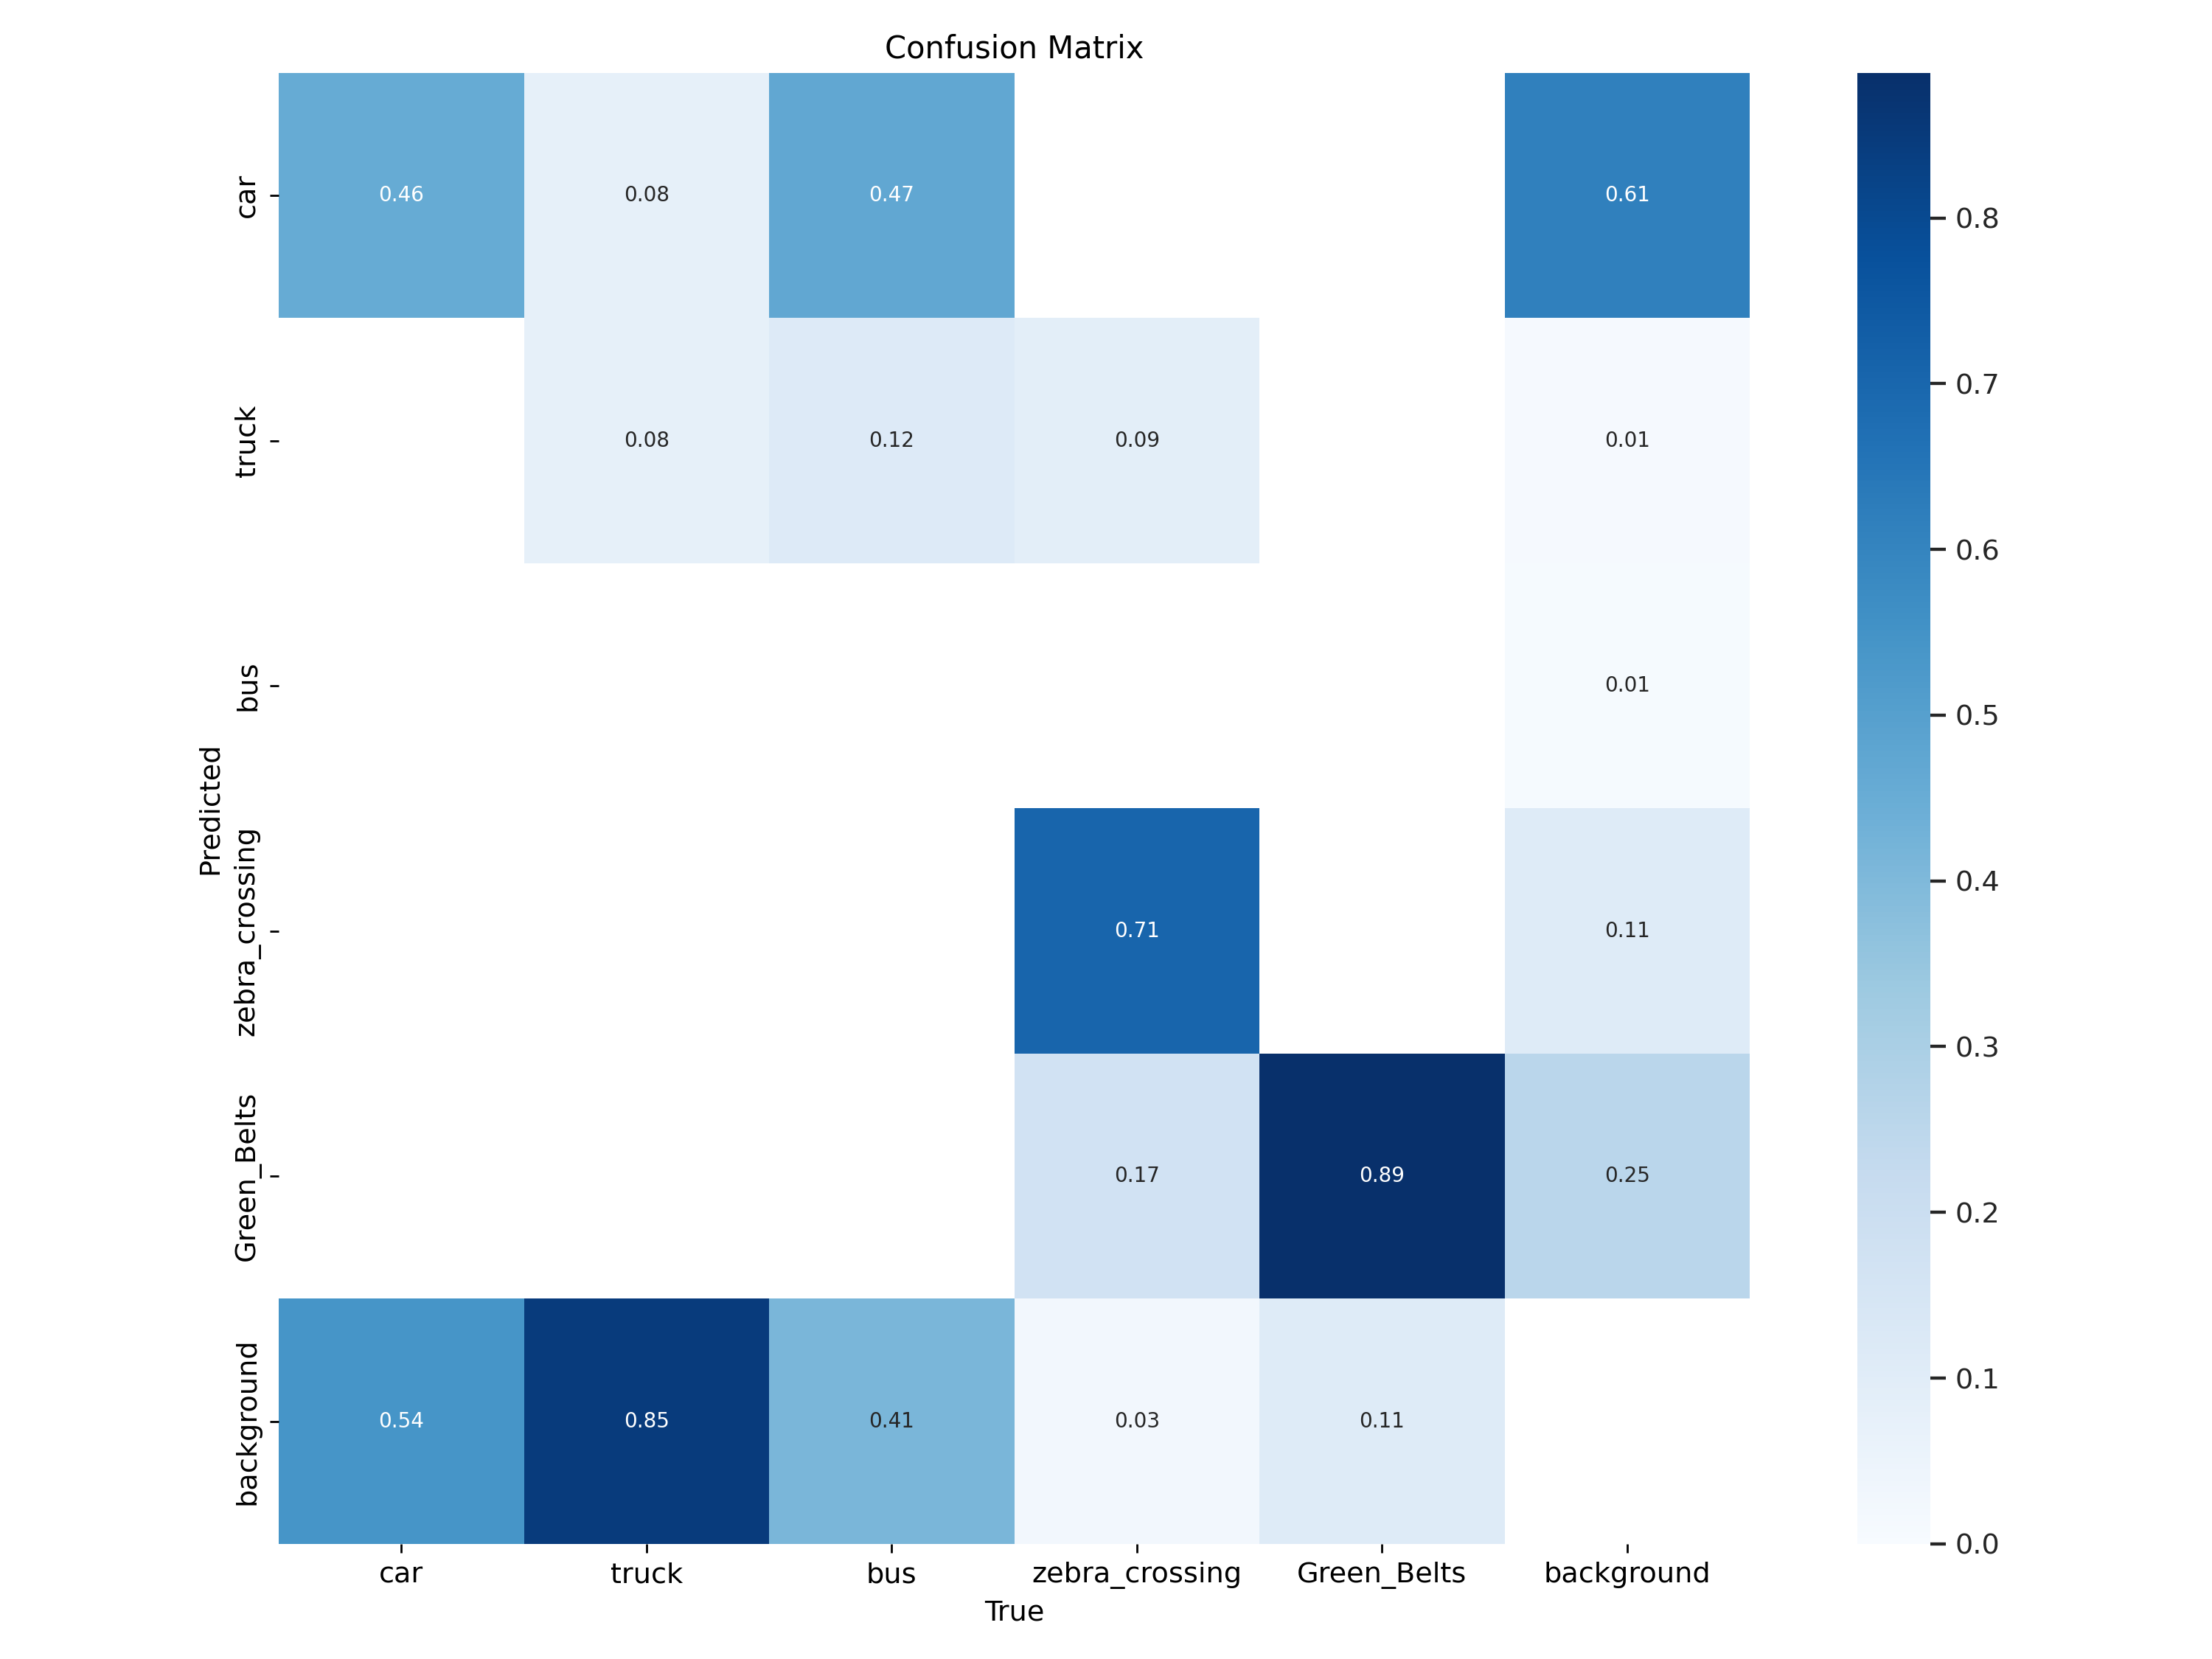 Confusion Matrix
car
0.46 0.08 0.47 0.61
0.8
0.7
truck
0.08 0.12 0.09 0.01
0.6
bus
0.01
0.5
Predicted
0.4
zebra_crossing
0.71 0.11
0.3
Green_Belts
0.17 0.89 0.25
0.2
0.1
background
0.54 0.85 0.41 0.03 0.11
0.0
car truck bus zebra_crossing Green_Belts background
True